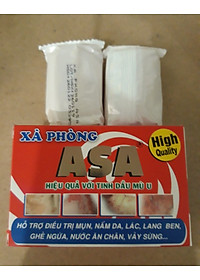 XÀ PHÒNG
High
Quality
ASA
HIỆU QUẢ VỚI TINH DẦU MÙ U
HỖ TRỢ ĐIỀU TRỊ MỤN, NẤM DA, LÁC, LANG BEN,
GHẺ NGỨA, NƯỚC ĂN CHÂN, VẢY SỪNG...